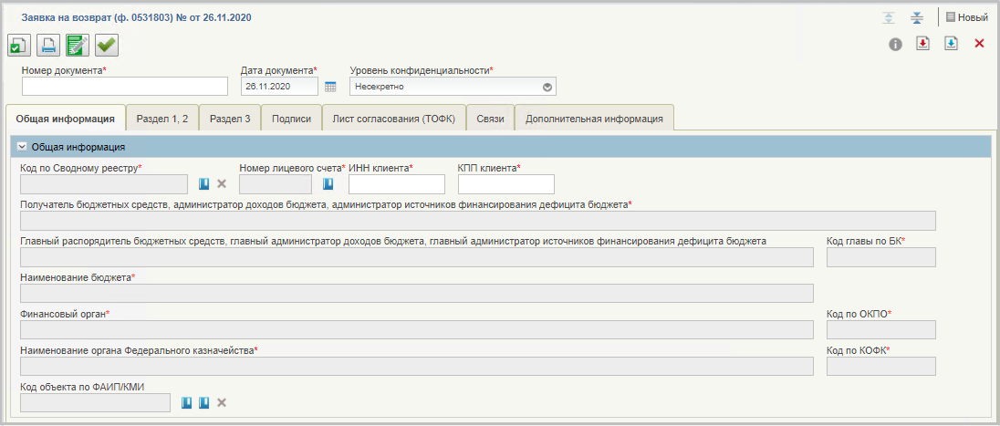 Заявка на возврат (ф. 0531803) № от 26.11.2020
Новый
Номер документа* Дата документа* Уровень конфиденциальности*
26.11.2020 Несекретно
Общая информация Раздел 1, 2 Раздел 3 Подписи Лист согласования (ТОФК) Связи Дополнительная информация
Общая информация
Код по Сводному реестру* Номер лицевого счета* ИНН клиента* КПП клиента*
Получатель бюджетных средств, администратор доходов бюджета, администратор источников финансирования дефицита бюджета*
Главный распорядитель бюджетных средств, главный администратор доходов бюджета, главный администратор источников финансирования дефицита бюджета Код главы по БК*
Наименование бюджета*
Финансовый орган* Код по ОКПО*
Наименование органа Федерального казначейства* Код по КОФК*
Код объекта по ФАИП/КМИ